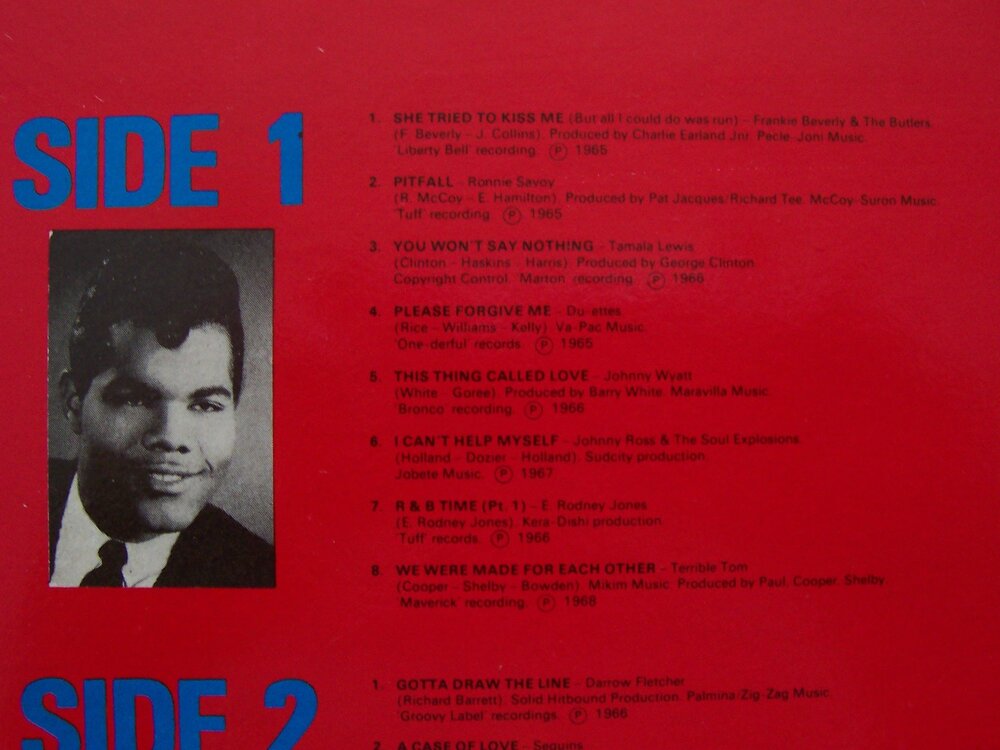 SIDE 1
1. SHE TRIED TO KISS ME (But all I could do was run) – Frankie Beverly & The Butlers.
(F. Beverly – J. Collins). Produced by Charlie Earland Jnr. Pecle-Joni Music.
'Liberty Bell' recording. Ⓟ 1965
2. PITFALL – Ronnie Savoy
(R. McCoy – E. Hamilton). Produced by Pat Jacques/Richard Tee. McCoy-Suron Music.
'Tuff' recording. Ⓟ 1965
3. YOU WON'T SAY NOTHING – Tamala Lewis
(Clinton – Haskins – Harris). Produced by George Clinton.
Copyright Control. 'Marton' recording. Ⓟ 1966
4. PLEASE FORGIVE ME – Du-ettes
(Rice – Williams – Kelly). Va-Pac Music.
'One-derful' records. Ⓟ 1965
5. THIS THING CALLED LOVE – Johnny Wyatt
(White – Goree). Produced by Barry White. Maravilla Music.
'Bronco' recording. Ⓟ 1966
6. I CAN'T HELP MYSELF – Johnny Ross & The Soul Explosions.
(Holland – Dozier – Holland). Sudcity production.
Jobete Music. Ⓟ 1967
7 R & B TIME (Pt. 1) – E. Rodney Jones
(E. Rodney Jones). Kera-Dishi production.
'Tuff' records. Ⓟ 1966
8. WE WERE MADE FOR EACH OTHER – Terrible Tom
(Cooper – Shelby – Bowden). Mikim Music. Produced by Paul, Cooper, Shelby.
'Maverick' recording. Ⓟ 1968
SIDE 2
1. GOTTA DRAW THE LINE – Darrow Fletcher
(Richard Barrett). Solid Hitbound Production. Palmina/Zig-Zag Music.
'Groovy Label' recordings. Ⓟ 1966
2 A CASE OF LOVE – Sequins